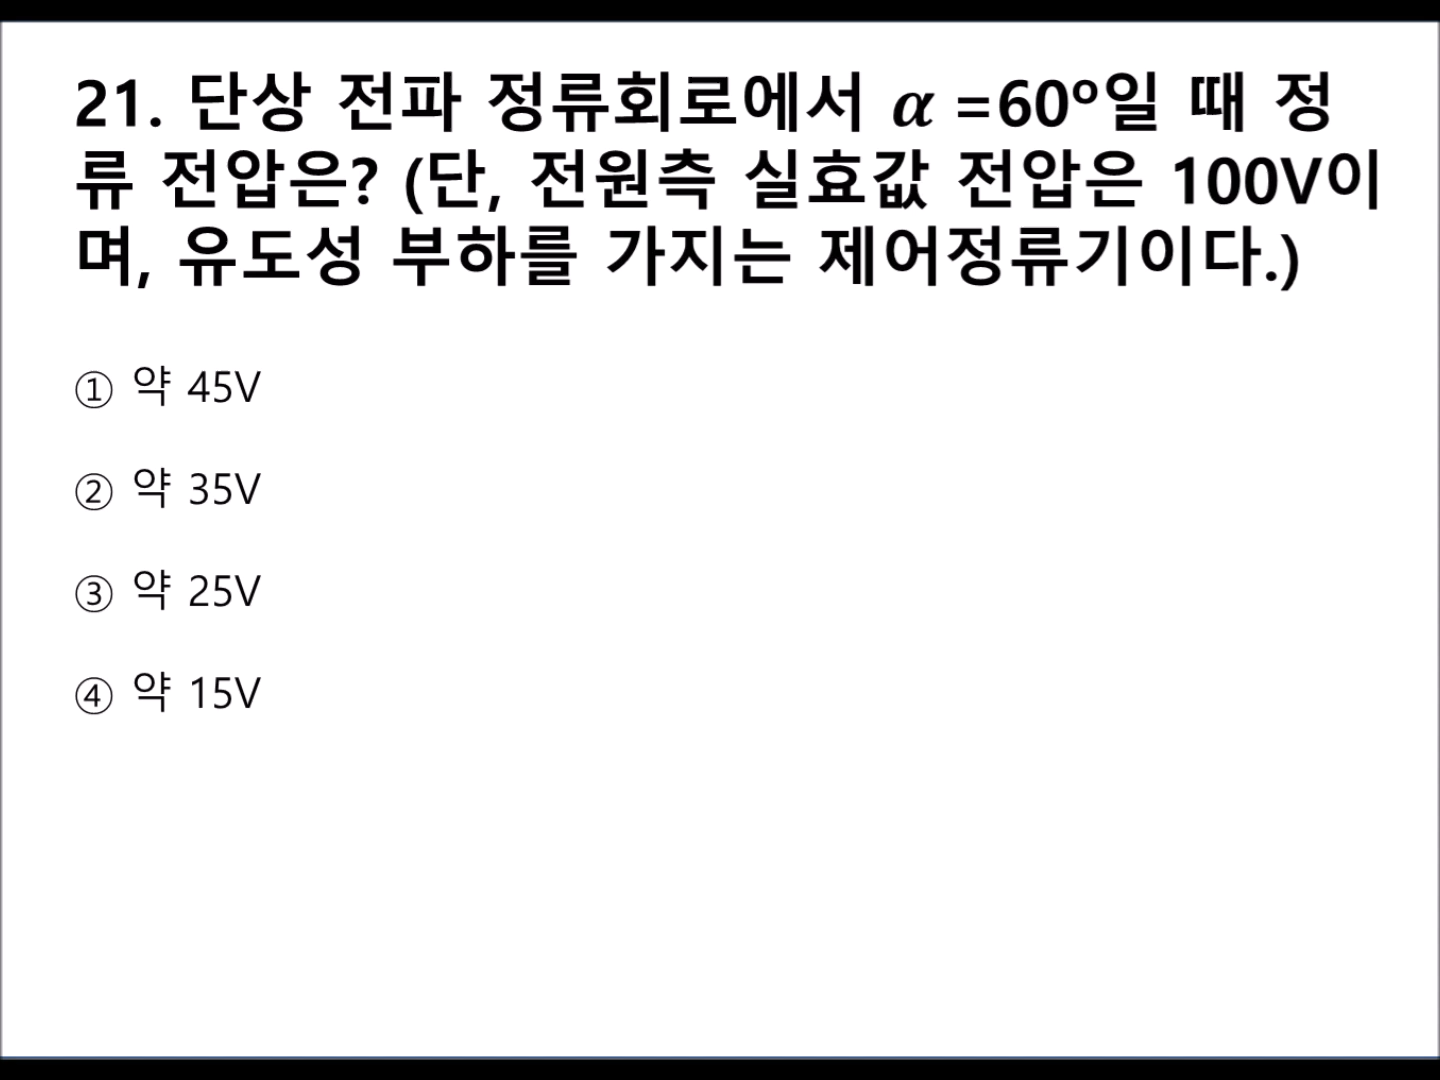 21. 단상 전파 정류회로에서 α =60º일 때 정
류 전압은? (단, 전원측 실효값 전압은 100V이
며, 유도성 부하를 가지는 제어정류기이다.)
① 약 45V
② 약 35V
③ 약 25V
④ 약 15V